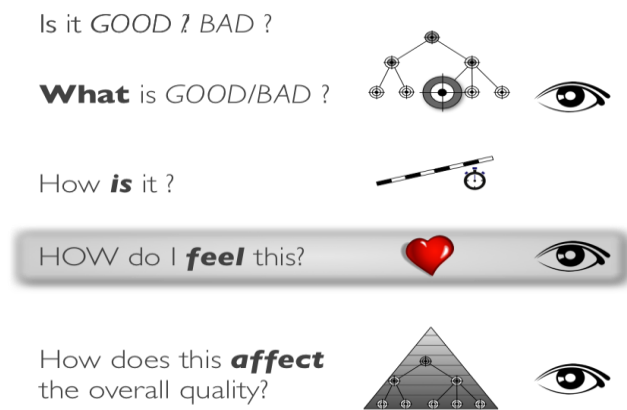 Is it GOOD ? BAD ?
What is GOOD/BAD ?
How is it ?
HOW do I feel this?
How does this affect
the overall quality?